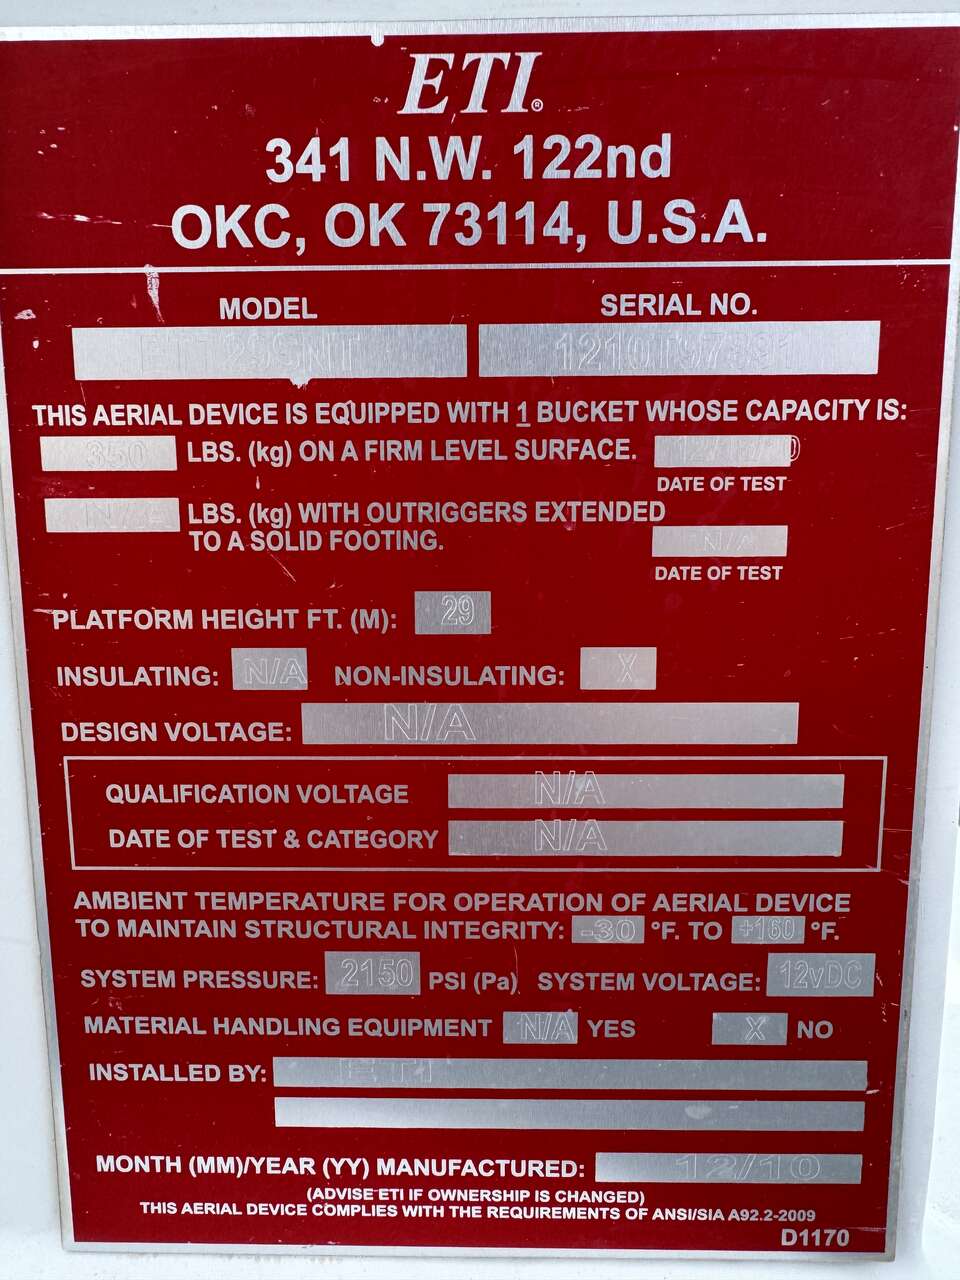 ETI®
341 N.W. 122nd
OKC, OK 73114, U.S.A.
MODEL SERIAL NO.
ETI 29SNT
THIS AERIAL DEVICE IS EQUIPPED WITH 1 BUCKET WHOSE CAPACITY IS:
350 LBS. (kg) ON A FIRM LEVEL SURFACE.
DATE OF TEST
N/A LBS. (kg) WITH OUTRIGGERS EXTENDED
TO A SOLID FOOTING. N/A
DATE OF TEST
PLATFORM HEIGHT FT. (M): 29
INSULATING: N/A NON-INSULATING: X
DESIGN VOLTAGE: N/A
QUALIFICATION VOLTAGE N/A
DATE OF TEST & CATEGORY N/A
AMBIENT TEMPERATURE FOR OPERATION OF AERIAL DEVICE
TO MAINTAIN STRUCTURAL INTEGRITY: -30 °F. TO +160 °F.
SYSTEM PRESSURE: 2150 PSI (Pa) SYSTEM VOLTAGE: 12vDC
MATERIAL HANDLING EQUIPMENT N/A YES X NO
INSTALLED BY: ETI
MONTH (MM)/YEAR (YY) MANUFACTURED: 12/10
(ADVISE ETI IF OWNERSHIP IS CHANGED)
THIS AERIAL DEVICE COMPLIES WITH THE REQUIREMENTS OF ANSI/SIA A92.2-2009
D1170